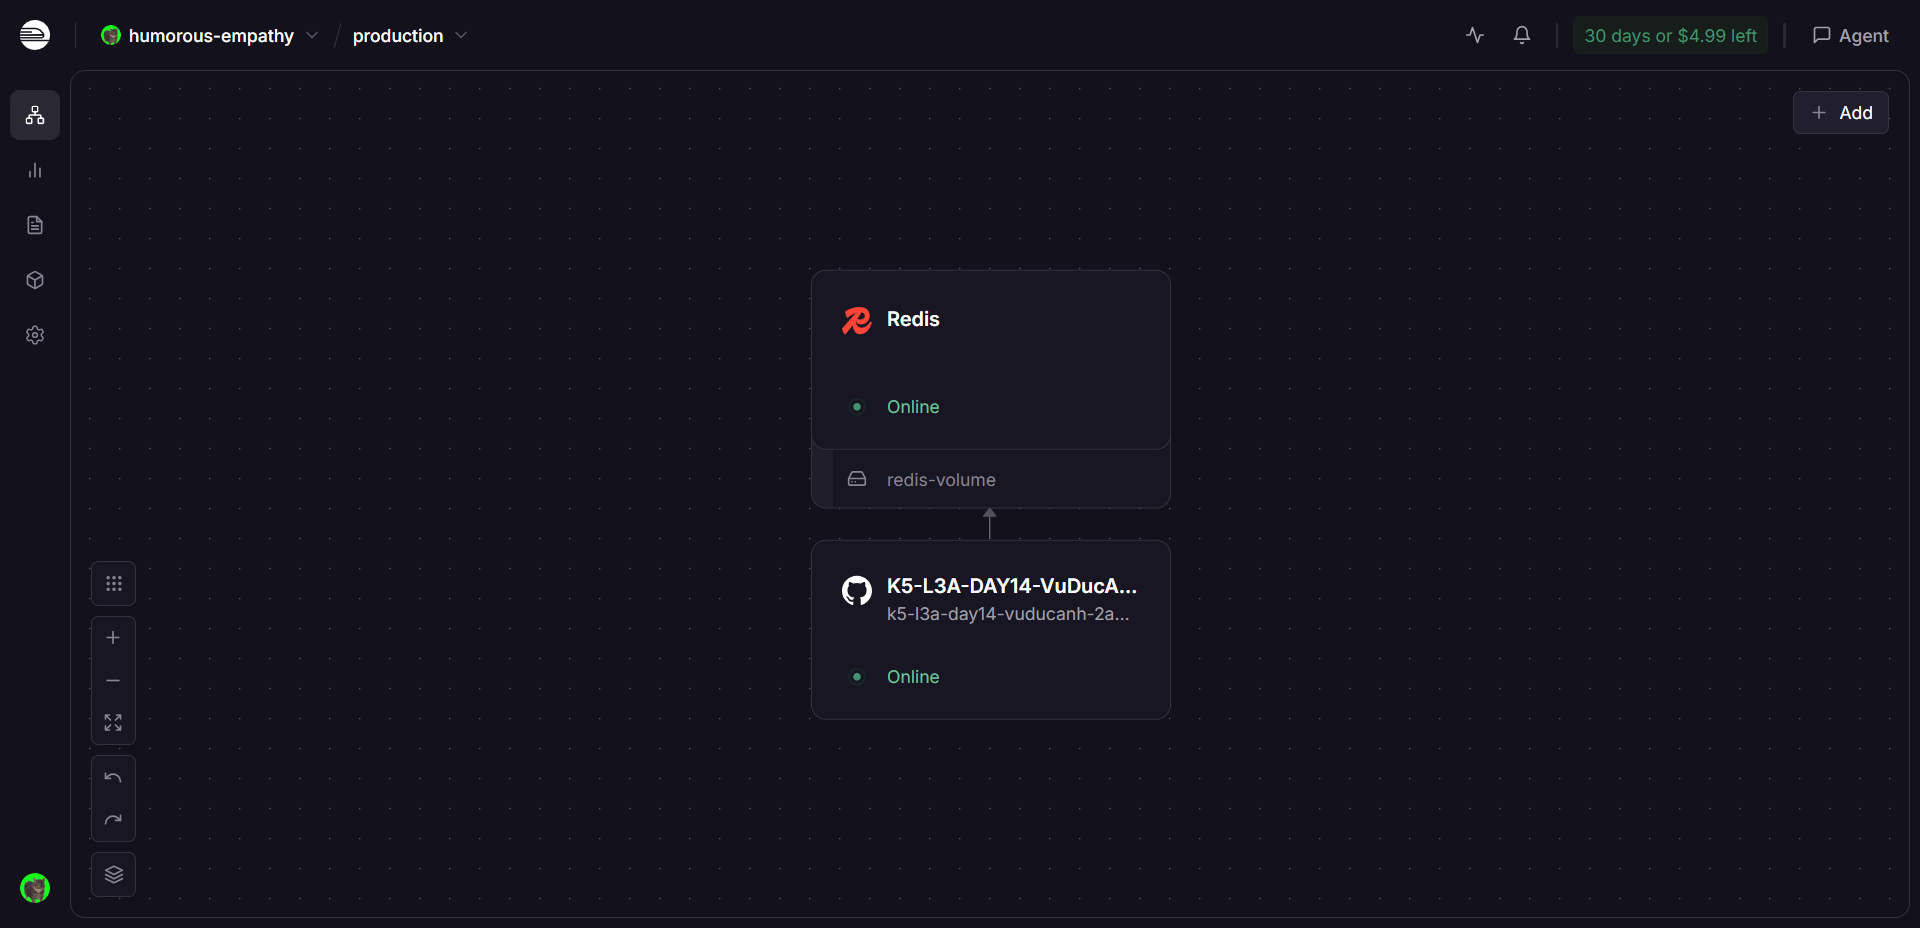 humorous-empathy
production
30 days or $4.99 left
Agent
Add
Redis
Online
redis-volume
K5-L3A-DAY14-VuDucA...
k5-l3a-day14-vuducanh-2a...
Online